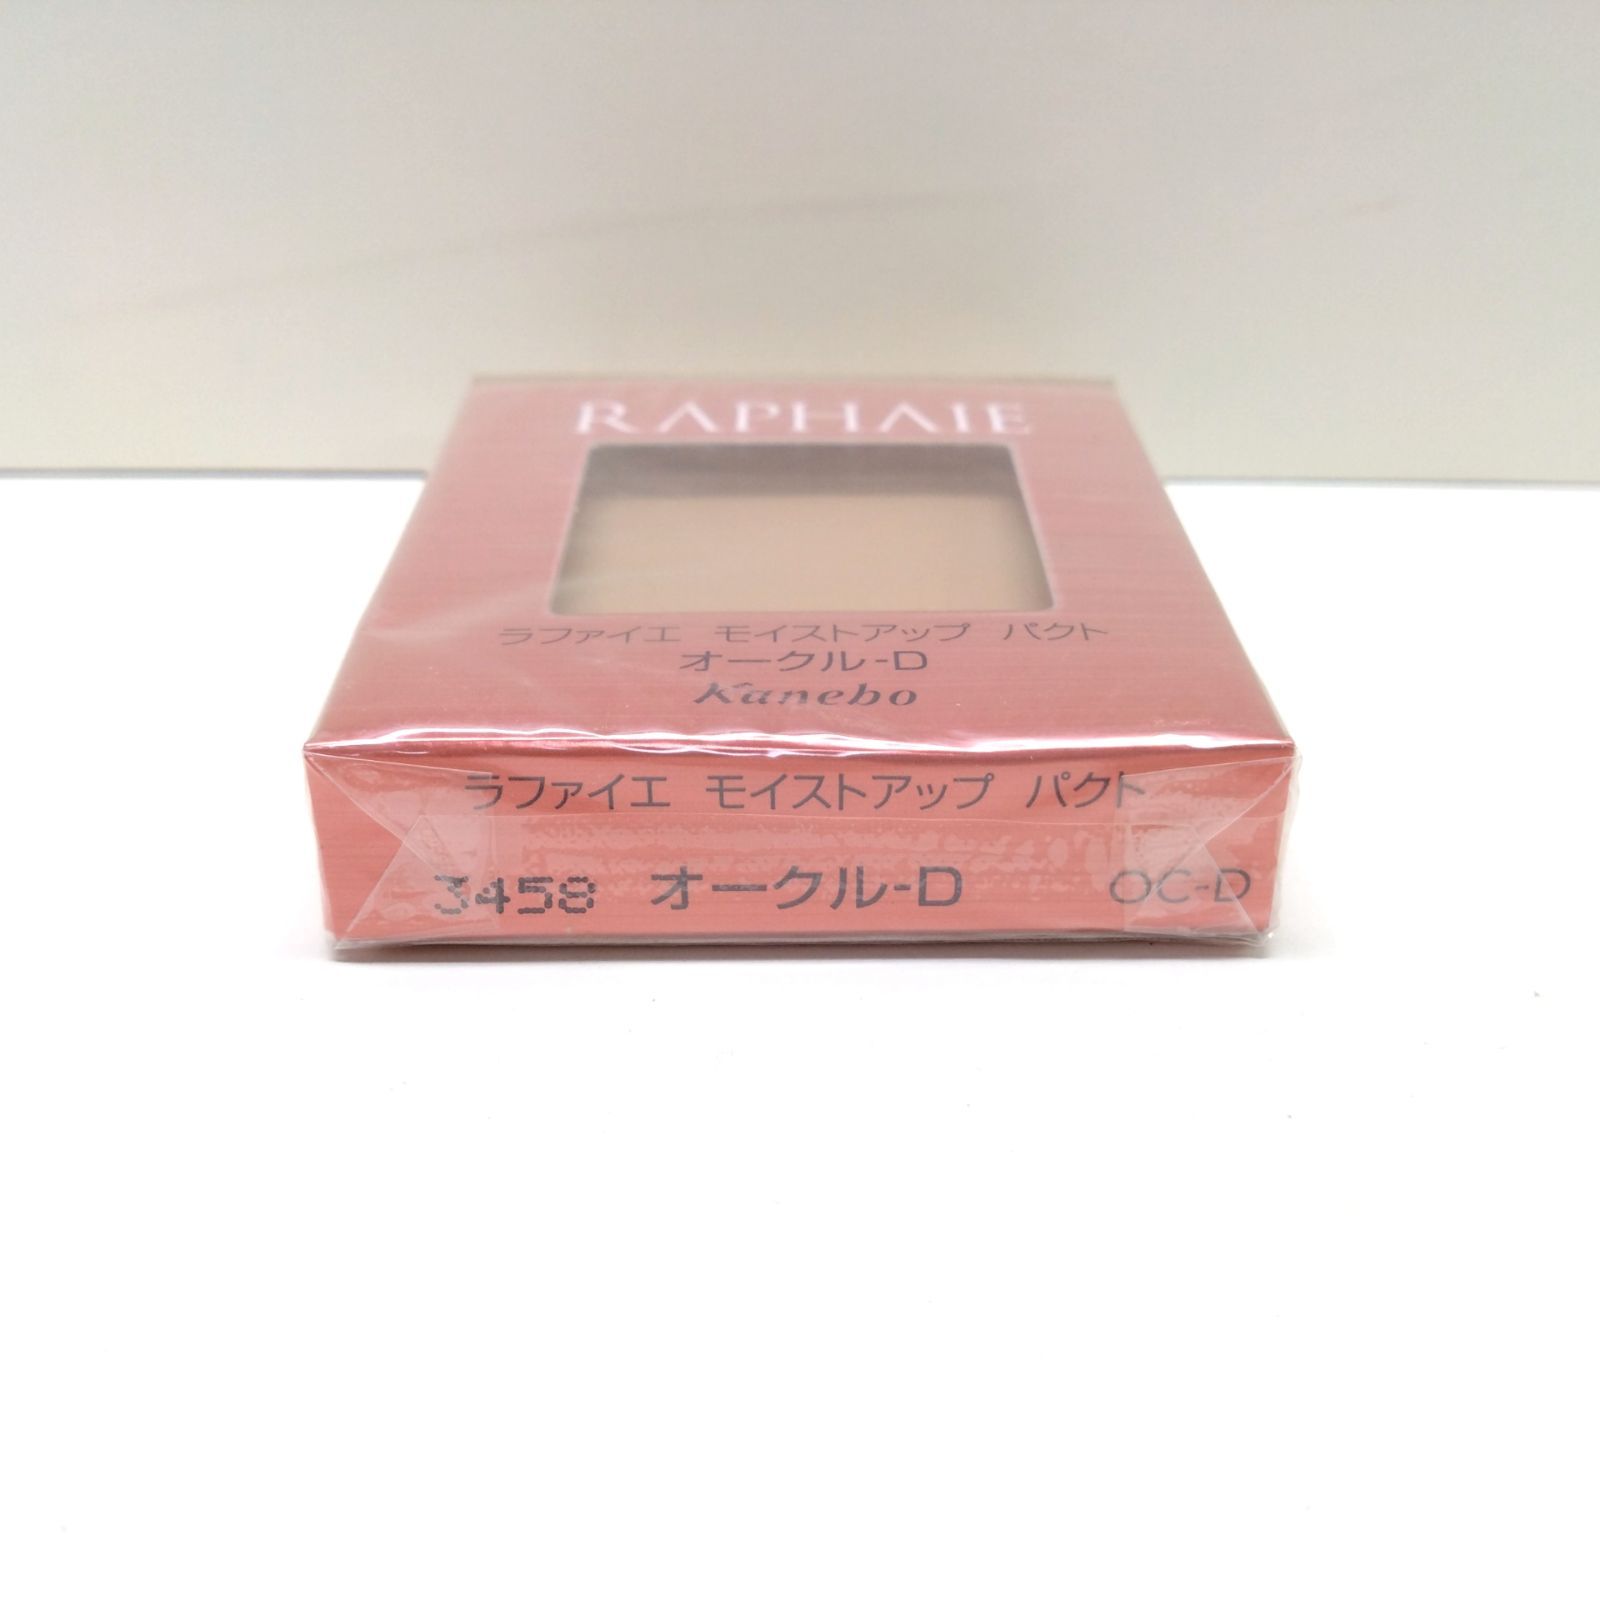 RAPHAIE
ラファイエ モイストアップ パクト
オークル-D
Kanebo
ラファイエ モイストアップ パクト
3458 オークル-D OC-D